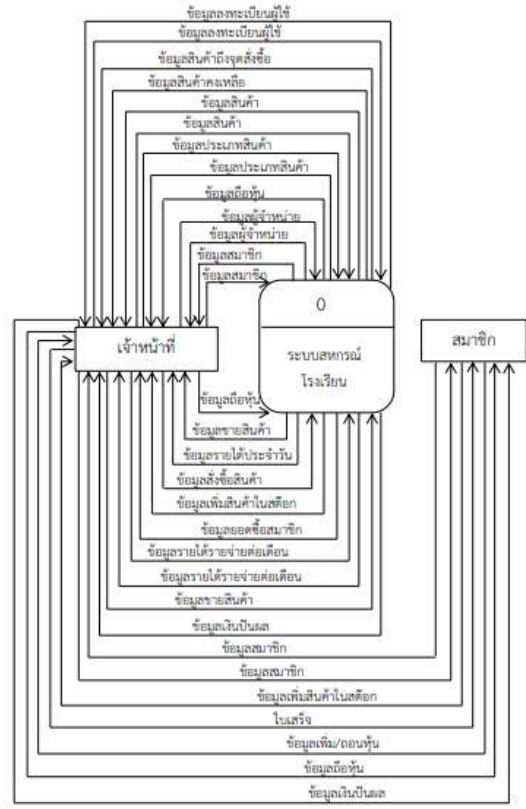 ข้อมูลลงทะเบียนผู้ใช้
ข้อมูลลงทะเบียนผู้ใช้
ข้อมูลสินค้าถึงจุดสั่งซื้อ
ข้อมูลสินค้าคงเหลือ
ข้อมูลสินค้า
ข้อมูลสินค้า
ข้อมูลประเภทสินค้า
ข้อมูลประเภทสินค้า
ข้อมูลถือหุ้น
ข้อมูลผู้จำหน่าย
ข้อมูลผู้จำหน่าย
ข้อมูลสมาชิก
ข้อมูลสมาชิก
0
เจ้าหน้าที่
ระบบสหกรณ์
โรงเรียน
สมาชิก
ข้อมูลถือหุ้น
ข้อมูลขายสินค้า
ข้อมูลรายได้ประจำวัน
ข้อมูลสั่งซื้อสินค้า
ข้อมูลเพิ่มสินค้าในสต๊อก
ข้อมูลยอดซื้อสมาชิก
ข้อมูลรายได้รายจ่ายต่อเดือน
ข้อมูลรายได้รายจ่ายต่อเดือน
ข้อมูลขายสินค้า
ข้อมูลเงินปันผล
ข้อมูลสมาชิก
ข้อมูลสมาชิก
ข้อมูลเพิ่มสินค้าในสต๊อก
ใบเสร็จ
ข้อมูลเพิ่ม/ถอนหุ้น
ข้อมูลถือหุ้น
ข้อมูลเงินปันผล